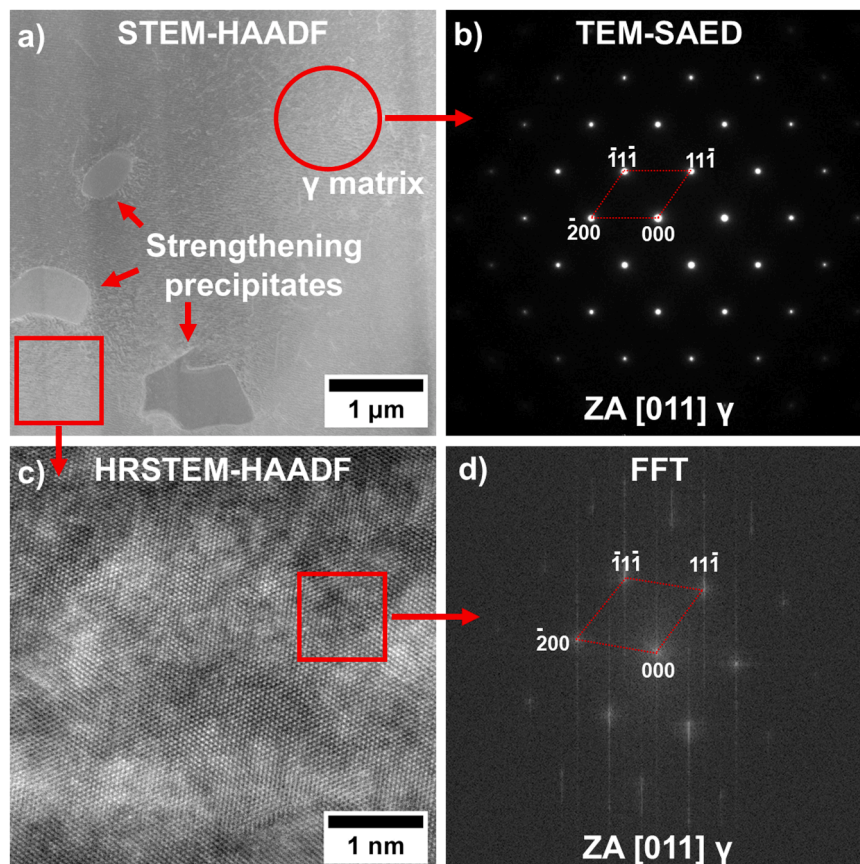 a) STEM-HAADF
γ matrix
Strengthening
precipitates
1 µm
b) TEM-SAED
1̄11̄ 111̄
2̄00 000
ZA [011] γ
c) HRSTEM-HAADF
1 nm
d) FFT
1̄11̄ 111̄
2̄00
000
ZA [011] γ